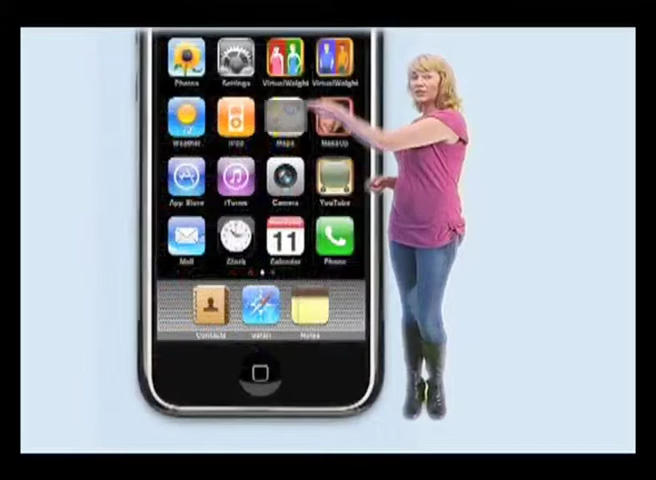 Photos Settings VirtualWeight VirtualWeight
Weather iPod Maps MakeUp
App Store iTunes Camera YouTube
11
Mail Clock Calendar Phone
Contacts Safari Notes